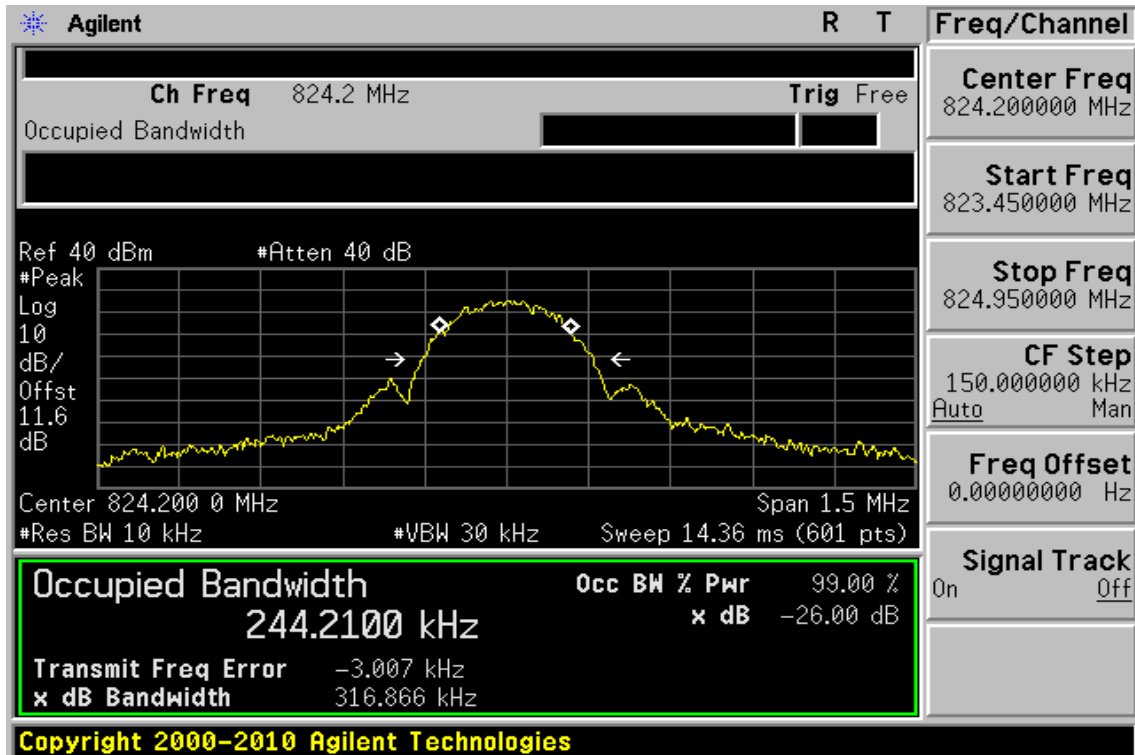 Agilent R T
Ch Freq 824.2 MHz Trig Free
Occupied Bandwidth
Ref 40 dBm #Atten 40 dB
#Peak
Log
10
dB/
Offst
11.6
dB
Center 824.200 0 MHz Span 1.5 MHz
#Res BW 10 kHz #VBW 30 kHz Sweep 14.36 ms (601 pts)
Occupied Bandwidth
244.2100 kHz
Occ BW % Pwr 99.00 %
x dB -26.00 dB
Transmit Freq Error -3.007 kHz
x dB Bandwidth 316.866 kHz
Copyright 2000-2010 Agilent Technologies
Freq/Channel
Center Freq
824.200000 MHz
Start Freq
823.450000 MHz
Stop Freq
824.950000 MHz
CF Step
150.000000 kHz
Auto Man
Freq Offset
0.00000000 Hz
Signal Track
On Off